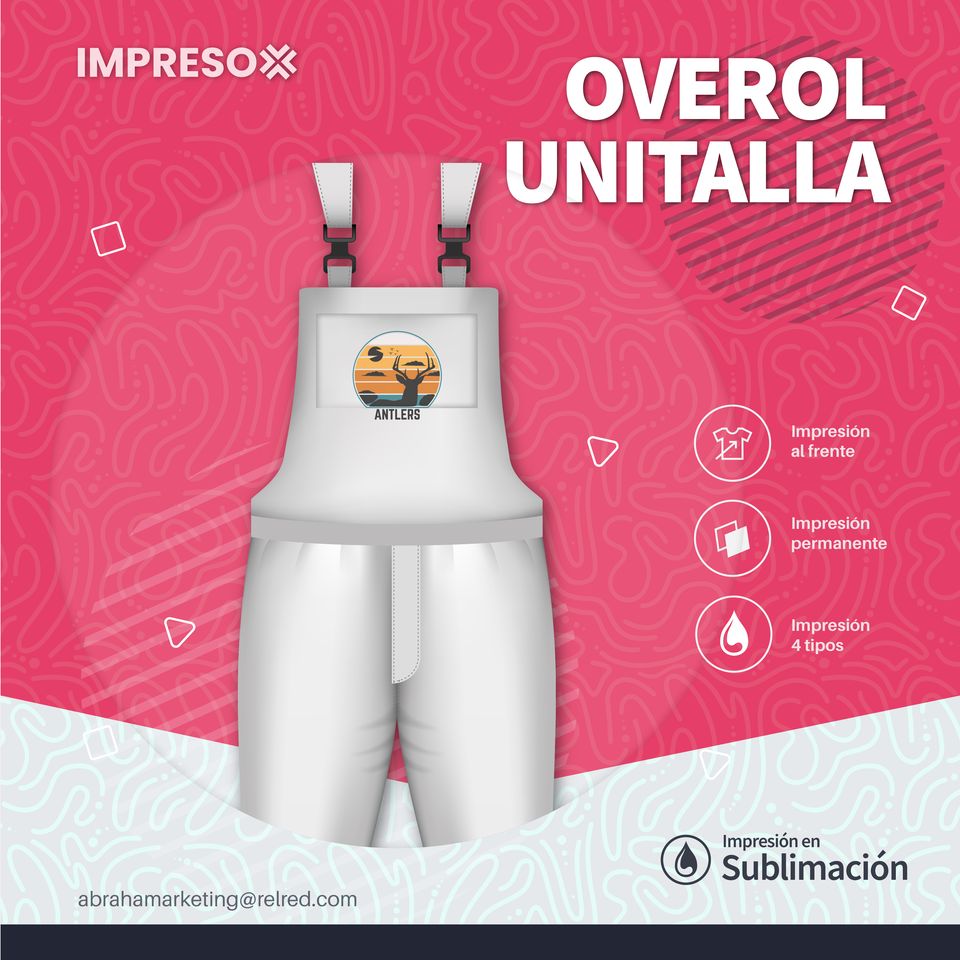 IMPRESOX
OVEROL
UNITALLA
ANTLERS
Impresión
al frente
Impresión
permanente
Impresión
4 tipos
Impresión en
Sublimación
abrahamarketing@relred.com